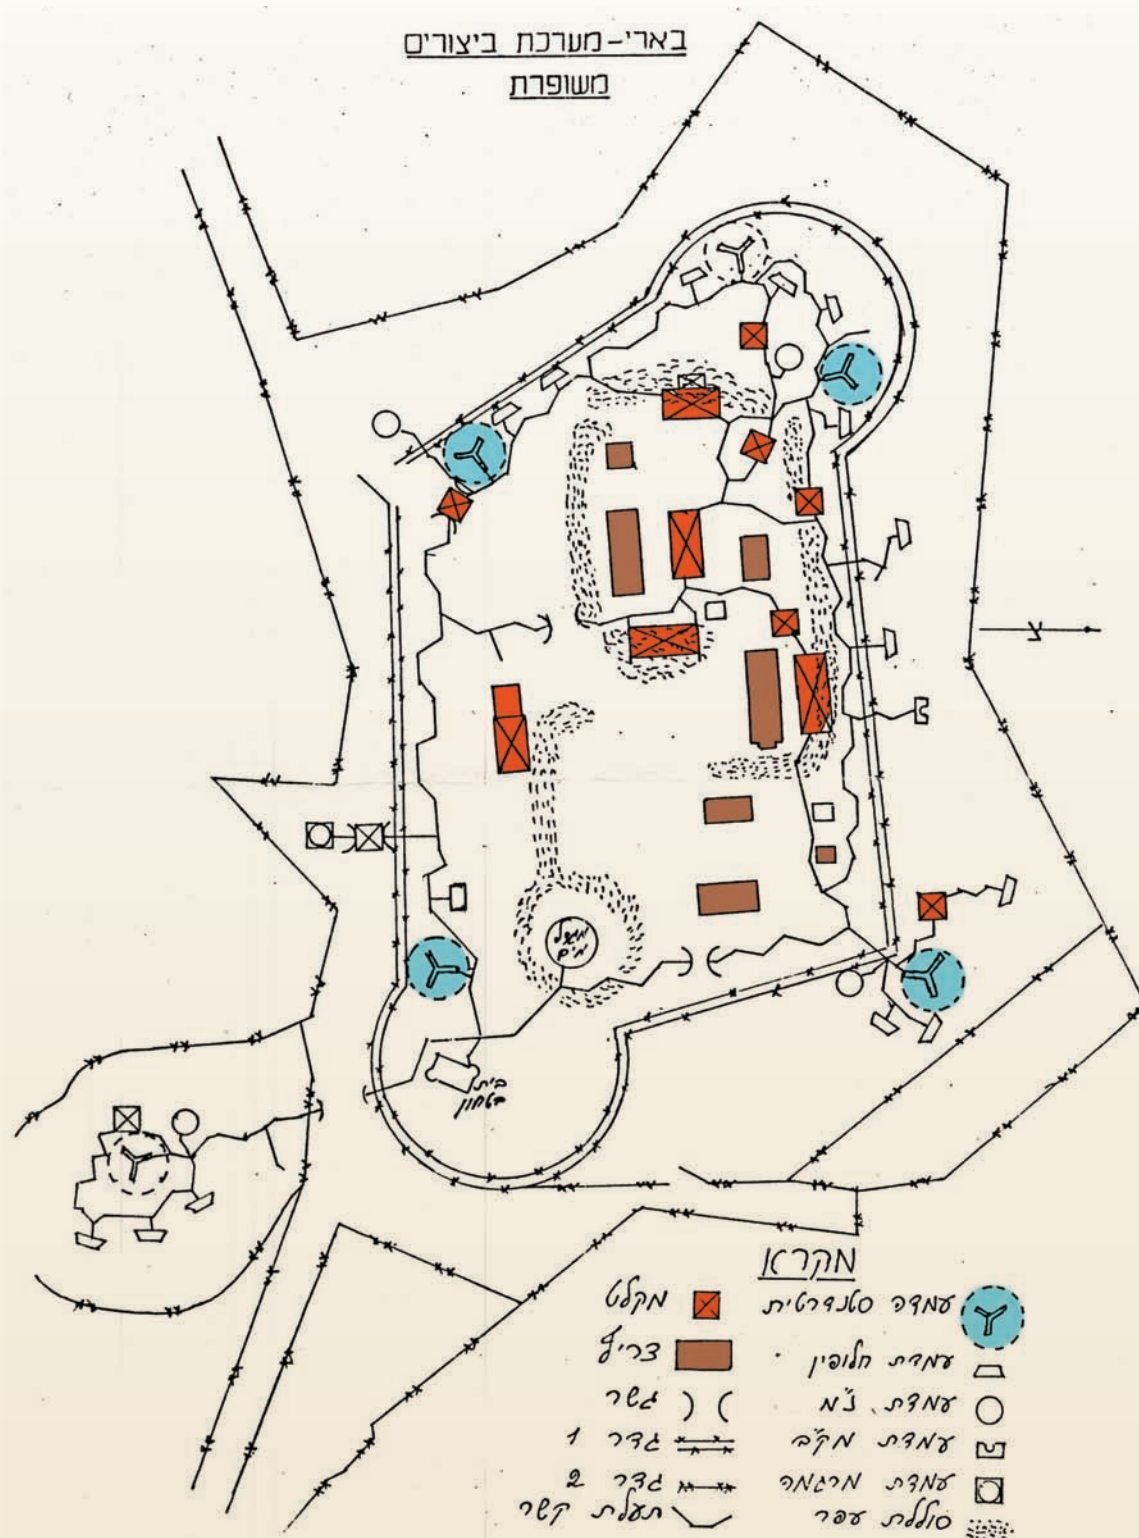 בארי-מערכת ביצורים
משופרת
מגדל
מים
בית
בטחון
מקרא
עמדה סטנדרטית
מקלט
עמדת חלופין
צריף
עמדת נ"מ
גשר
עמדת מק"ב
גדר 1
עמדת מרגמה
גדר 2
סוללת עפר
תעלת קשר